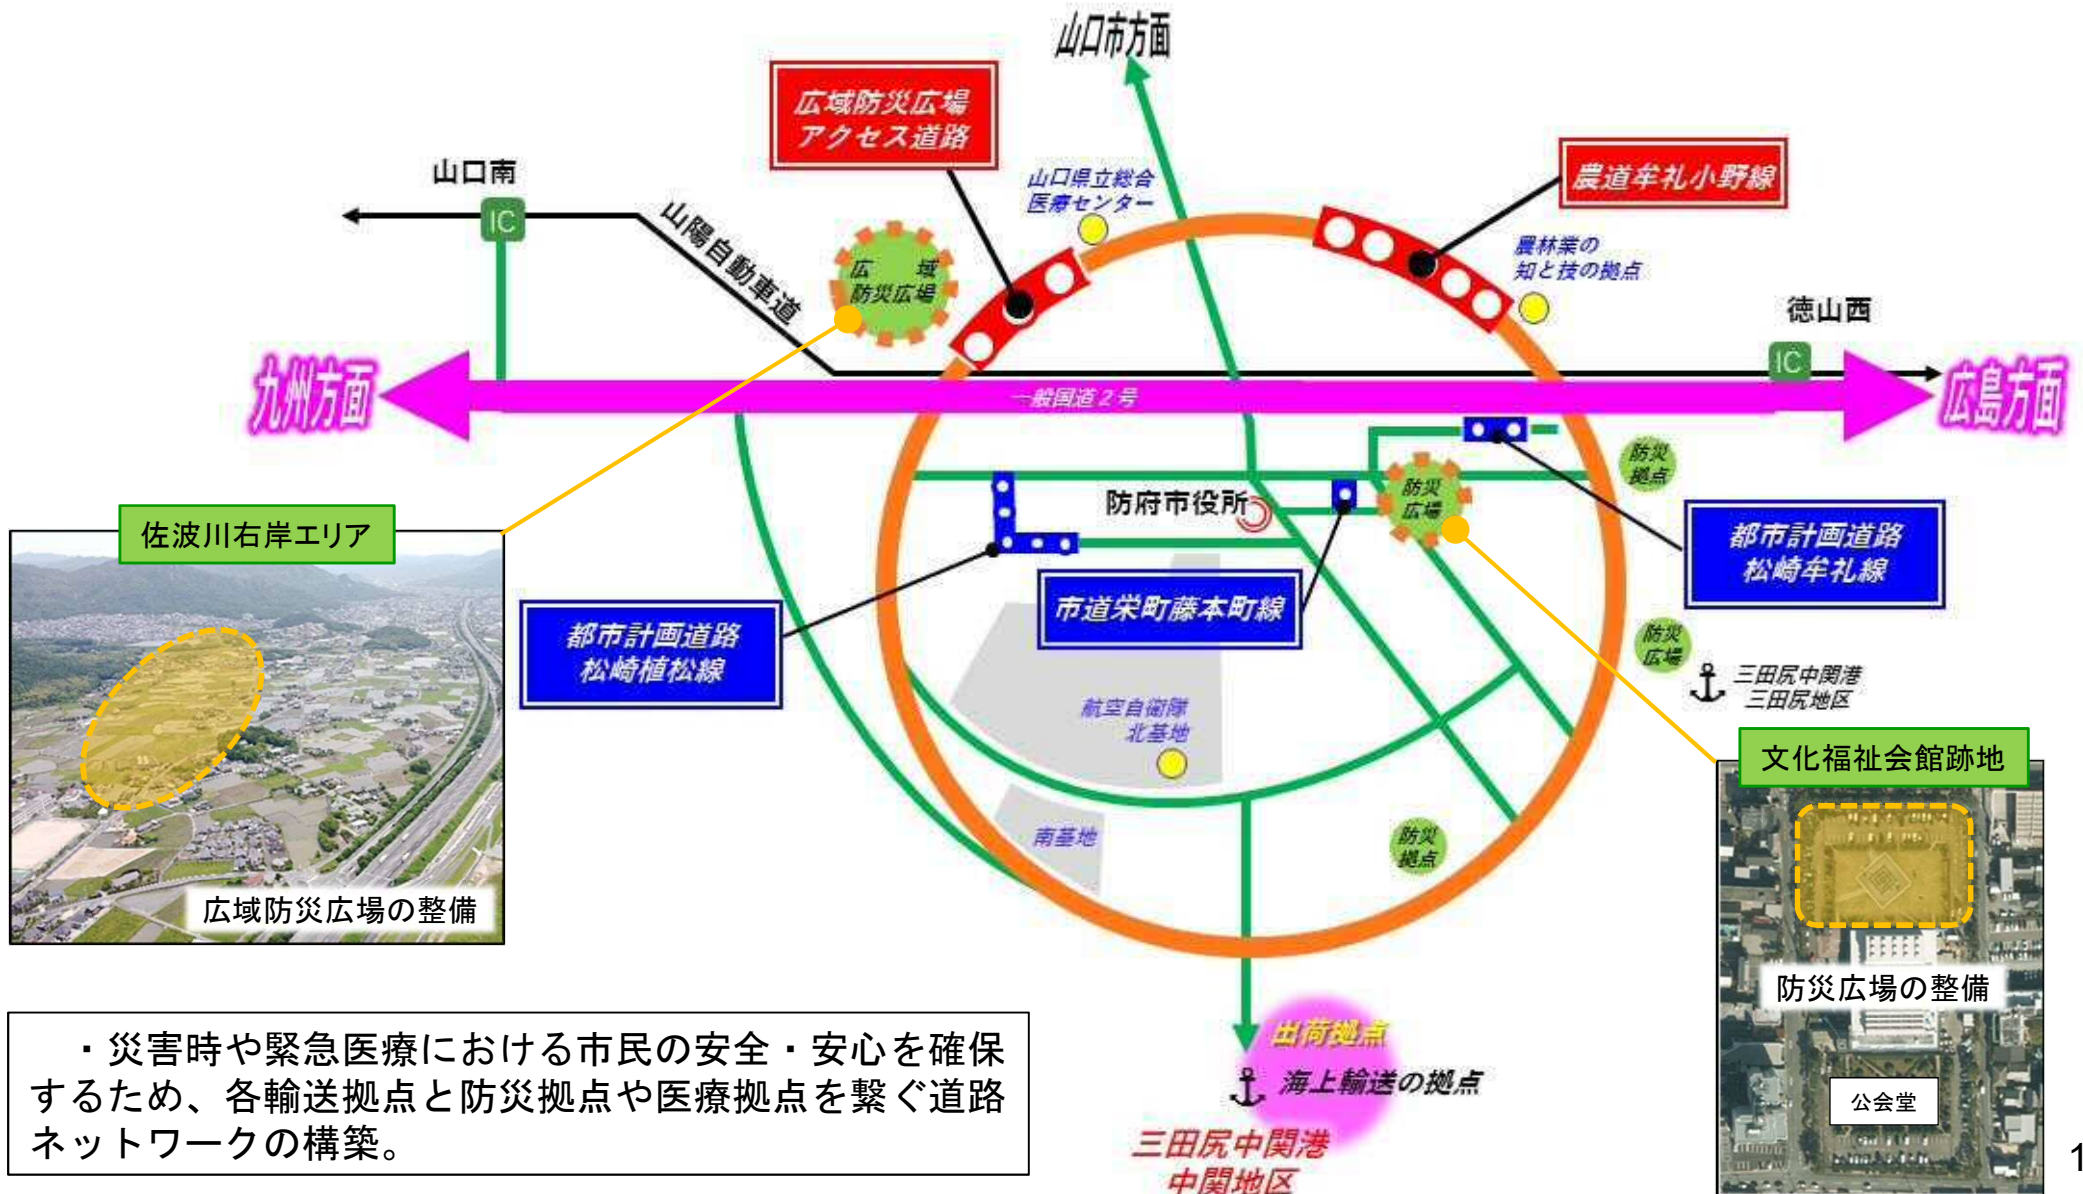 山口市方面
広域防災広場
アクセス道路
農道牟礼小野線
山口南
IC
山口県立総合
医療センター
山陽自動車道
広　域
防災広場
農林業の
知と技の拠点
徳山西
IC
九州方面
一般国道２号
広島方面
防災
拠点
防災
広場
防府市役所
佐波川右岸エリア
都市計画道路
松崎牟礼線
市道栄町藤本町線
都市計画道路
松崎植松線
防災
広場
三田尻中関港
三田尻地区
航空自衛隊
北基地
文化福祉会館跡地
南基地
防災
拠点
広域防災広場の整備
防災広場の整備
公会堂
出荷拠点
海上輸送の拠点
三田尻中関港
中関地区
・災害時や緊急医療における市民の安全・安心を確保
するため、各輸送拠点と防災拠点や医療拠点を繋ぐ道路
ネットワークの構築。
1